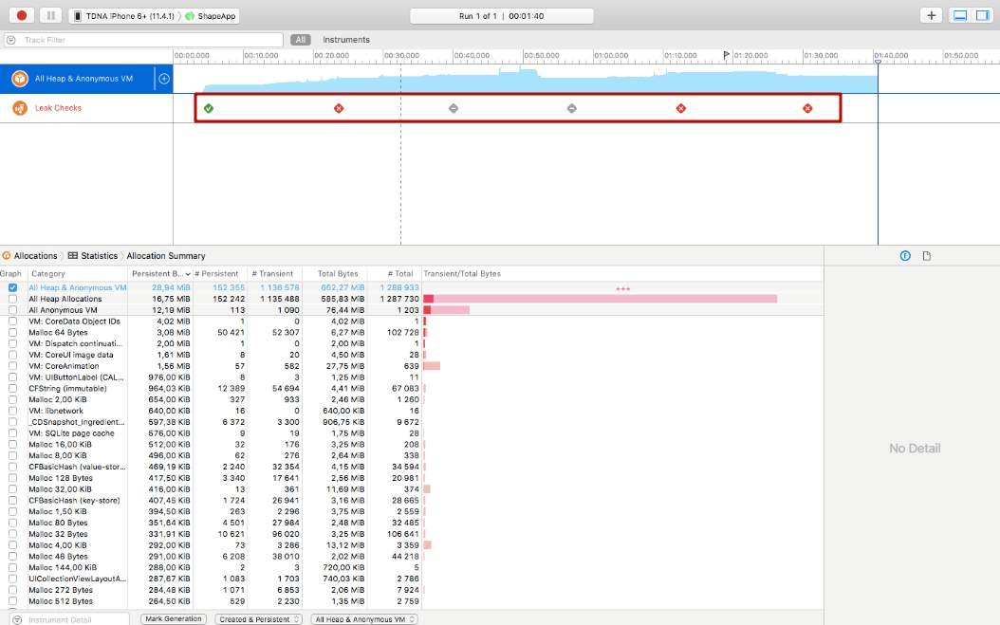 TDNA iPhone 6+ (11.4.1) 〉 ShapeApp
Run 1 of 1 | 00:01:40
Track Filter
All Instruments
00:00.000 00:10.000 00:20.000 00:30.000 00:40.000 00:50.000 01:00.000 01:10.000 01:20.000 01:30.000 01:40.000 01:50.000
All Heap & Anonymous VM
Leak Checks
Allocations 〉 Statistics 〉 Allocation Summary
Graph Category Persistent B... # Persistent # Transient Total Bytes # Total Transient/Total Bytes
All Heap & Anonymous VM 28,94 MiB 152 355 1 136 578 662,27 MiB 1 288 933 +++
All Heap Allocations 16,75 MiB 152 242 1 135 488 585,83 MiB 1 287 730
All Anonymous VM 12,19 MiB 113 1 090 76,44 MiB 1 203
VM: CoreData Object IDs 4,02 MiB 1 0 4,02 MiB 1
Malloc 64 Bytes 3,08 MiB 50 421 52 307 6,27 MiB 102 728
VM: Dispatch continuati... 2,00 MiB 1 0 2,00 MiB 1
VM: CoreUI image data 1,61 MiB 8 20 4,50 MiB 28
VM: CoreAnimation 1,56 MiB 57 582 27,75 MiB 639
VM: UIButtonLabel (CAL... 976,00 KiB 8 3 1,25 MiB 11
CFString (immutable) 964,03 KiB 12 389 54 694 4,41 MiB 67 083
Malloc 2,00 KiB 654,00 KiB 327 933 2,46 MiB 1 260
VM: libnetwork 640,00 KiB 16 0 640,00 KiB 16
_CDSnapshot_Ingredient... 597,38 KiB 6 372 3 300 906,75 KiB 9 672
VM: SQLite page cache 576,00 KiB 9 19 1,75 MiB 28
Malloc 16,00 KiB 512,00 KiB 32 176 3,25 MiB 208
Malloc 8,00 KiB 496,00 KiB 62 276 2,64 MiB 338
CFBasicHash (value-stor... 469,19 KiB 2 240 32 354 4,15 MiB 34 594
Malloc 128 Bytes 417,50 KiB 3 340 17 641 2,56 MiB 20 981
Malloc 32,00 KiB 416,00 KiB 13 361 11,69 MiB 374
CFBasicHash (key-store) 407,45 KiB 1 724 26 941 3,16 MiB 28 665
Malloc 1,50 KiB 394,50 KiB 263 2 296 3,75 MiB 2 559
Malloc 80 Bytes 351,64 KiB 4 501 27 984 2,48 MiB 32 485
Malloc 32 Bytes 331,91 KiB 10 621 96 020 3,25 MiB 106 641
Malloc 4,00 KiB 292,00 KiB 73 3 286 13,12 MiB 3 359
Malloc 48 Bytes 291,00 KiB 6 208 38 010 2,02 MiB 44 218
Malloc 144,00 KiB 288,00 KiB 2 3 720,00 KiB 5
UICollectionViewLayoutA... 287,67 KiB 1 083 1 703 740,03 KiB 2 786
Malloc 272 Bytes 284,48 KiB 1 071 6 853 2,06 MiB 7 924
Malloc 512 Bytes 264,50 KiB 529 2 230 1,35 MiB 2 759
No Detail
Instrument Detail Mark Generation Created & Persistent All Heap & Anonymous VM